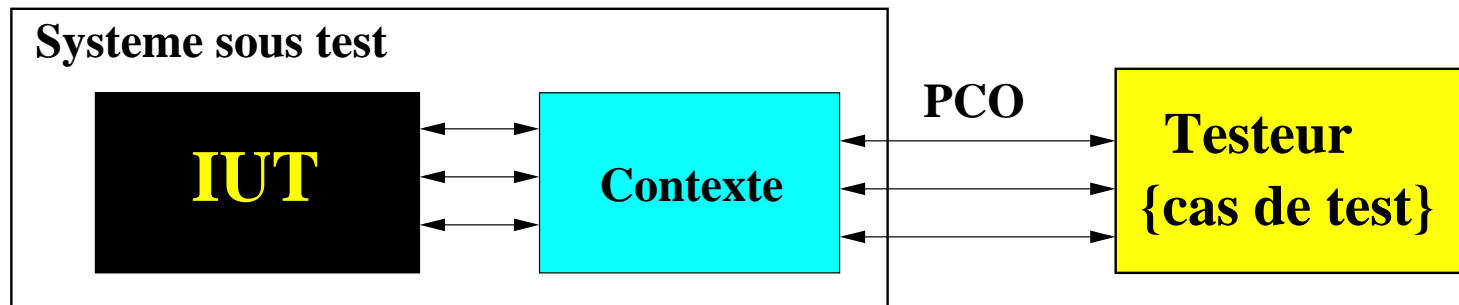 Systeme sous test
IUT
Contexte
PCO
Testeur
{cas de test}